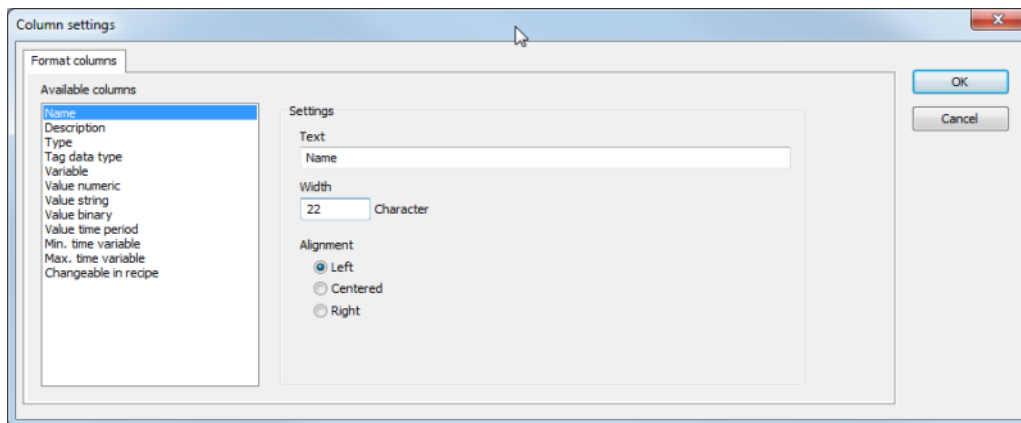 Column settings
Format columns
Available columns
Name
Description
Type
Tag data type
Variable
Value numeric
Value string
Value binary
Value time period
Min. time variable
Max. time variable
Changeable in recipe
Settings
Text
Name
Width
22 Character
Alignment
Left
Centered
Right
OK
Cancel